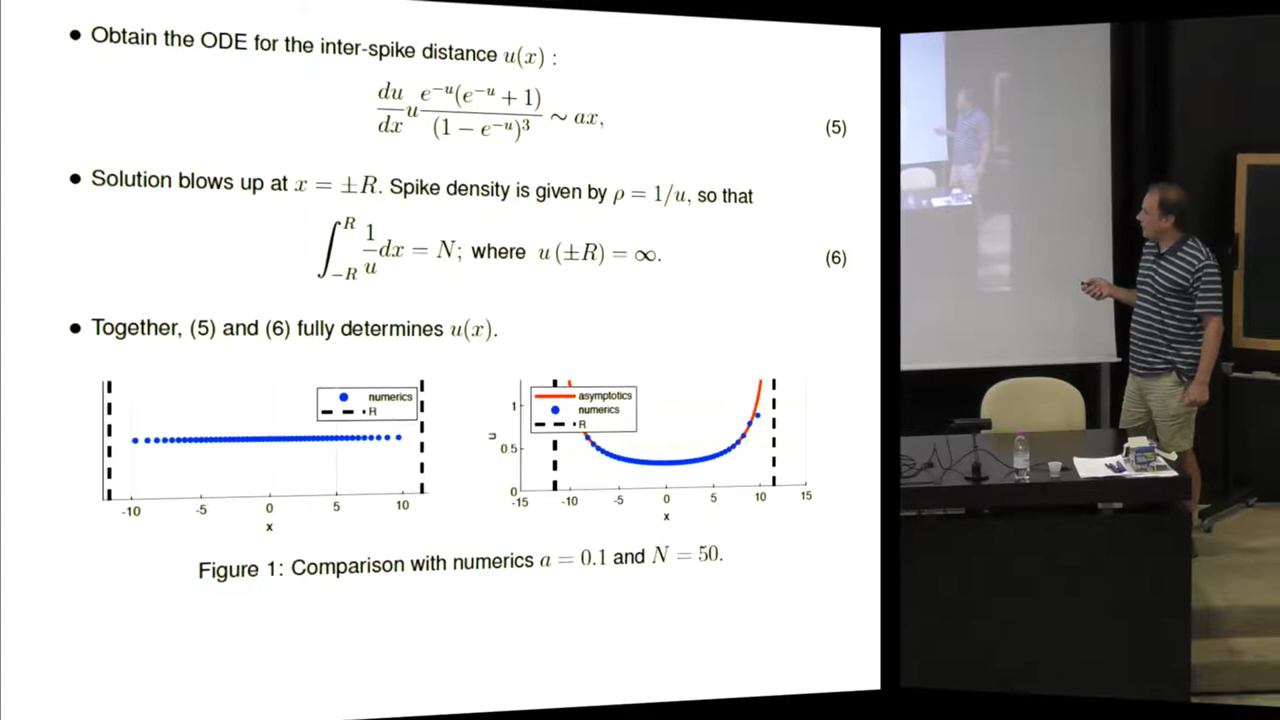 • Obtain the ODE for the inter-spike distance u(x) :
du/dx u e^{-u}(e^{-u} + 1)/(1 − e^{-u})^3 ∼ ax, (5)
• Solution blows up at x = ±R. Spike density is given by ρ = 1/u, so that
∫_{-R}^{R} 1/u dx = N; where u (±R) = ∞. (6)
• Together, (5) and (6) fully determines u(x).
numerics
R
-10 -5 0 5 10
x
asymptotics
numerics
R
u
1
0.5
0
-15 -10 -5 0 5 10 15
x
Figure 1: Comparison with numerics a = 0.1 and N = 50.